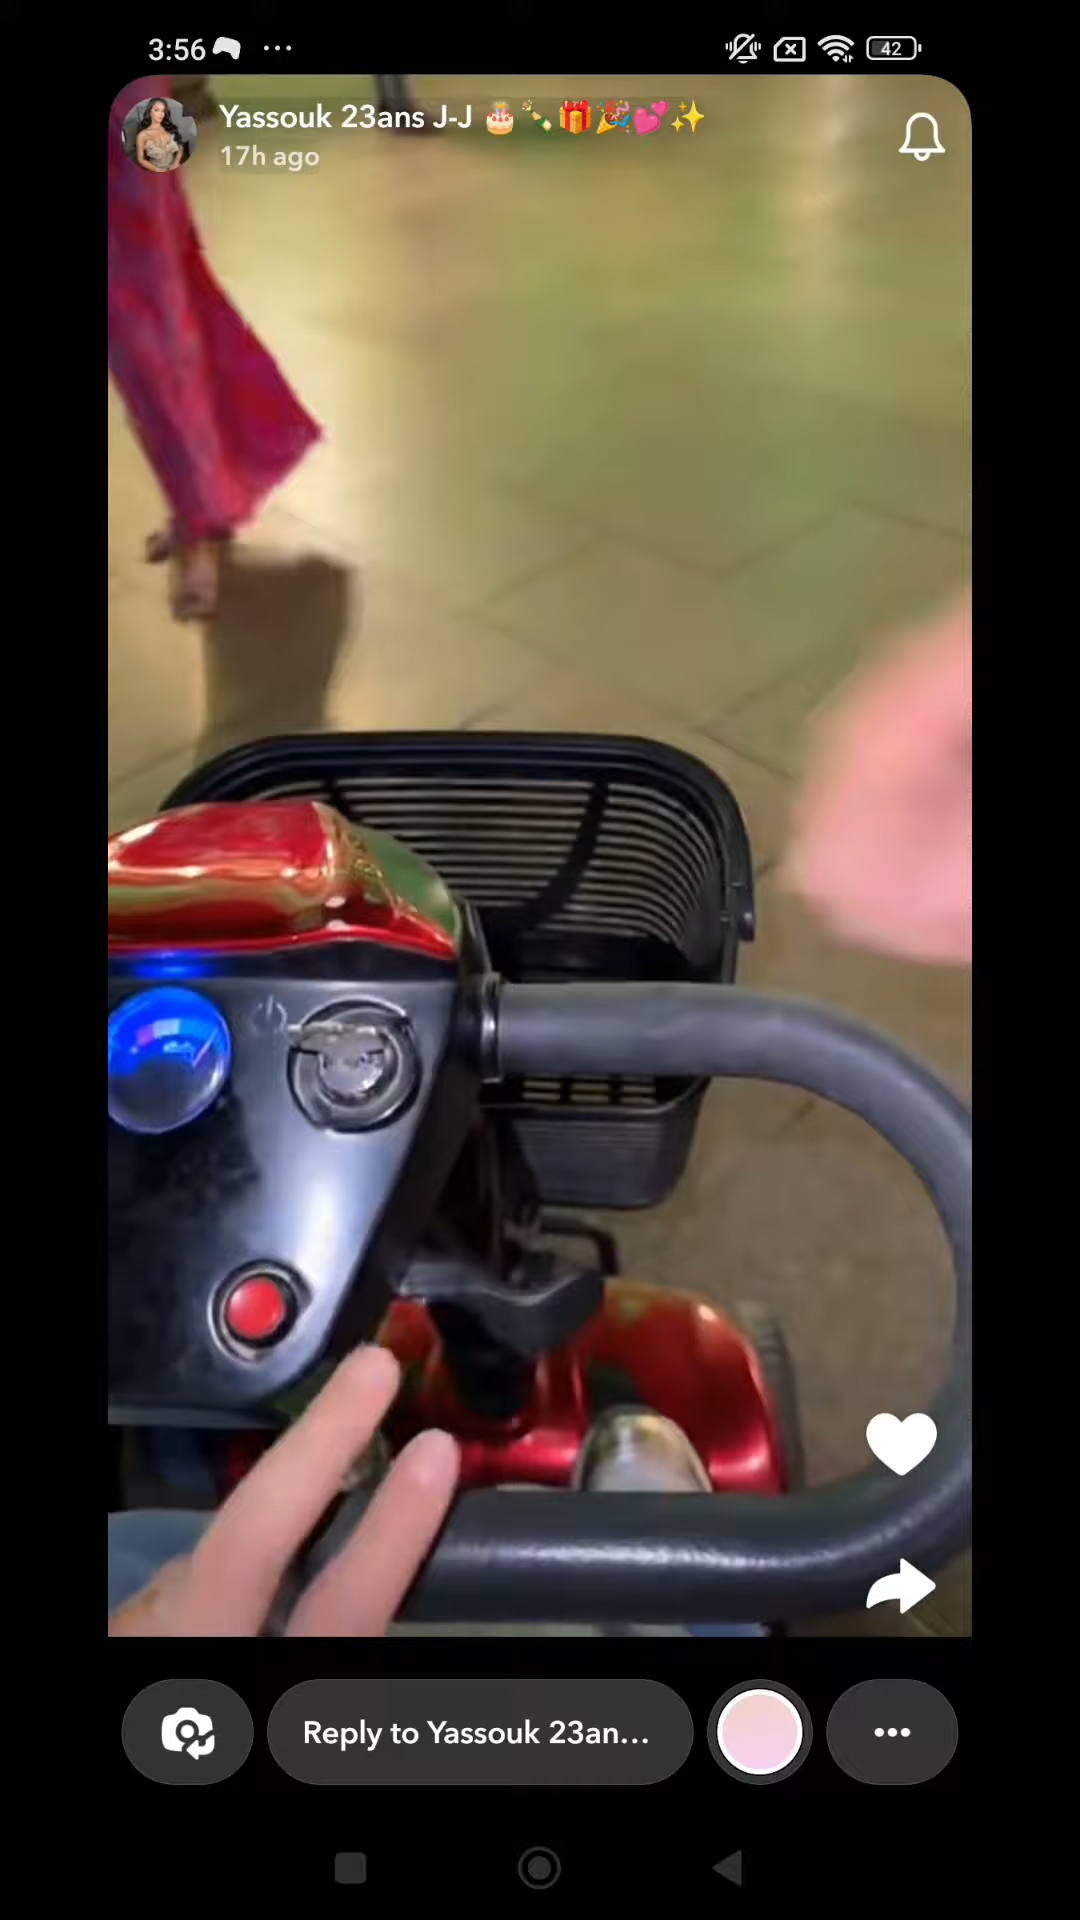 3:56
42
Yassouk 23ans J-J 🎂🍾🎁🎉💕✨
17h ago
Reply to Yassouk 23an...